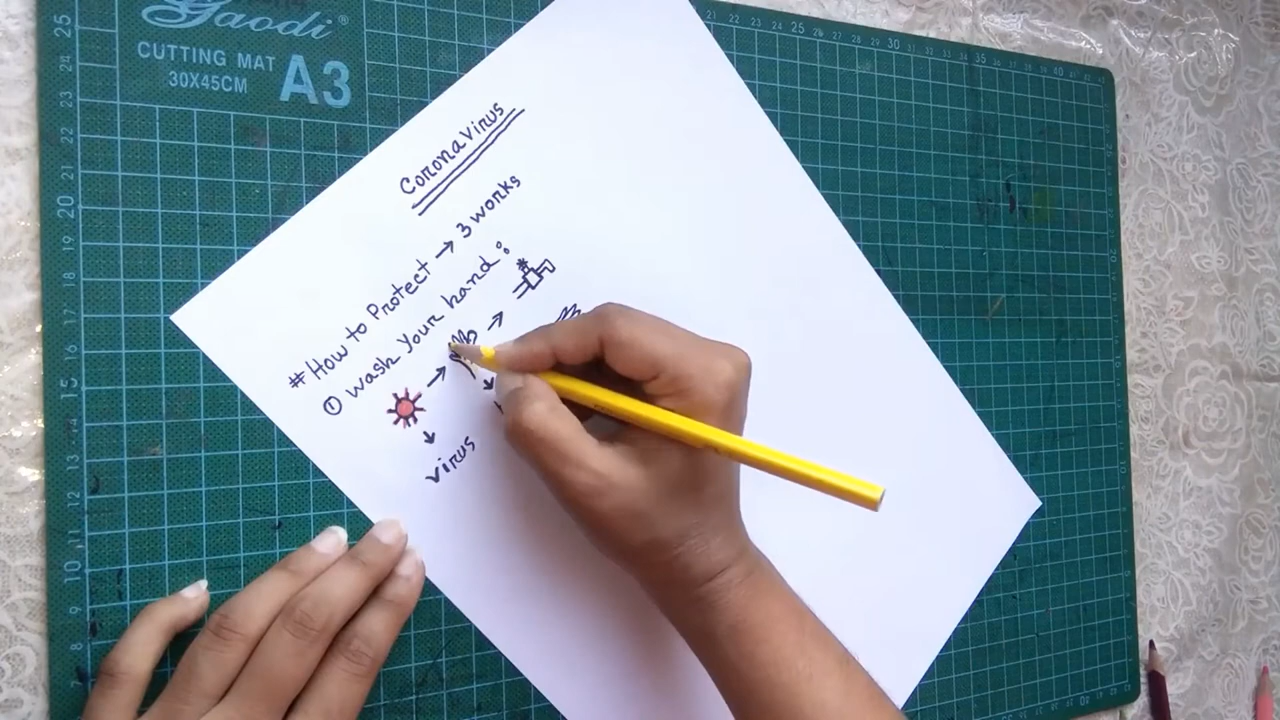 Gaodi®
CUTTING MAT
30X45CM
A3
Corona Virus
# How to Protect → 3 works
① wash your hand:
virus